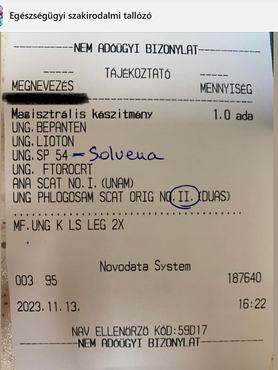 Egészségügyi szakirodalmi tallózó
NEM ADÓÜGYI BIZONYLAT
TÁJÉKOZTATÓ
MEGNEVEZÉS MENNYISÉG
Magisztrális készítmény 1.0 ada
UNG.BEPANTEN
UNG.LIOTON
UNG.SP 54 - Solvena
UNG. FTOROCRT
ANA SCAT NO.I.(UNAM)
UNG PHLOGOSAM SCAT ORIG NO.II.(DUAS)
MF.UNG K LS LEG 2X
Novodata System
003 95 187640
2023.11.13. 16:22
NAV ELLENŐRZŐ KÓD:59D17
NEM ADÓÜGYI BIZONYLAT